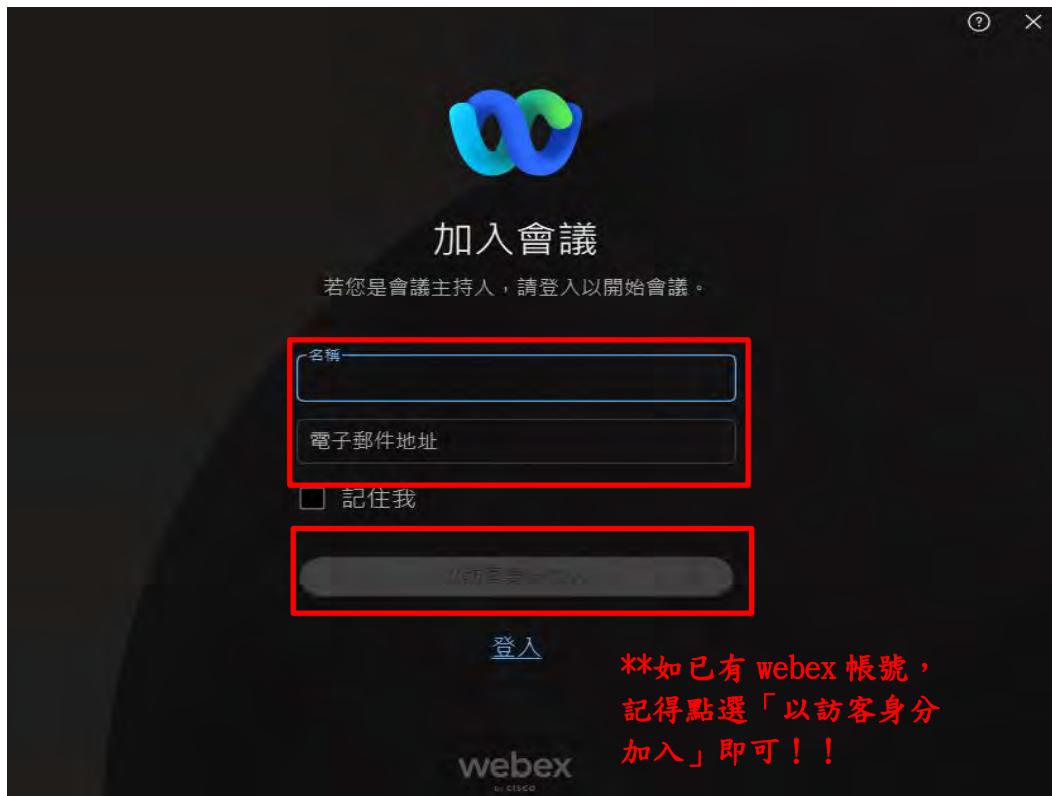 加入會議
若您是會議主持人，請登入以開始會議。
名稱
電子郵件地址
記住我
登入
**如已有 webex 帳號，
記得點選「以訪客身分
加入」即可！！
webex
by CISCO